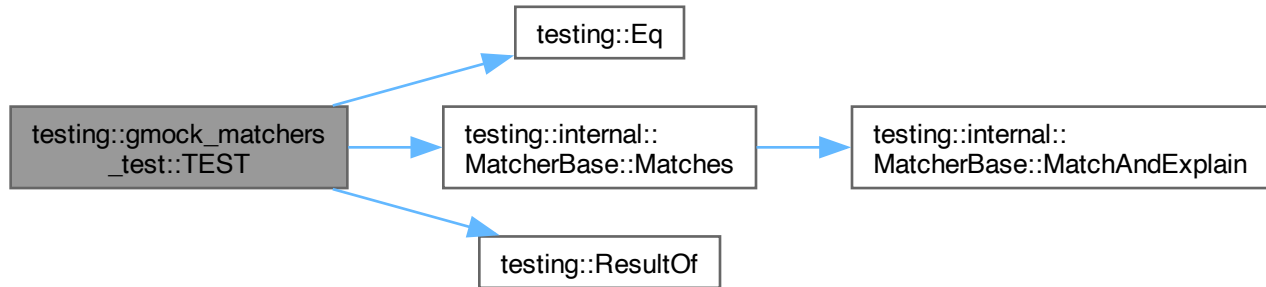 testing::Eq
testing::gmock_matchers
_test::TEST
testing::internal::
MatcherBase::Matches
testing::internal::
MatcherBase::MatchAndExplain
testing::ResultOf